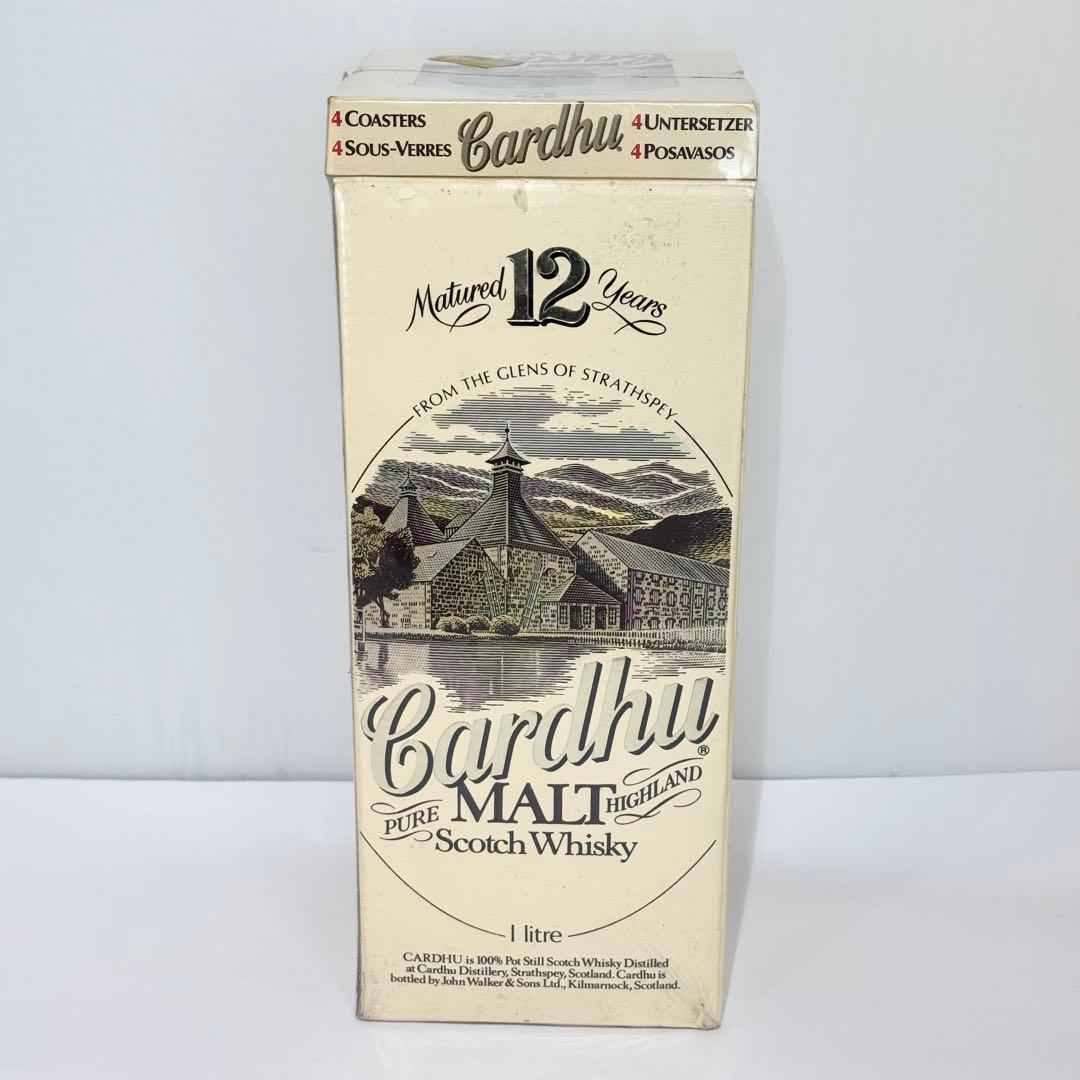 4 COASTERS
4 SOUS-VERRES
Cardhu
4 UNTERSETZER
4 POSAVASOS
Matured 12 Years
FROM THE GLENS OF STRATHSPEY
Cardhu®
PURE MALT HIGHLAND
Scotch Whisky
1 litre
CARDHU is 100% Pot Still Scotch Whisky Distilled
at Cardhu Distillery, Strathspey, Scotland. Cardhu is
bottled by John Walker & Sons Ltd., Kilmarnock, Scotland.